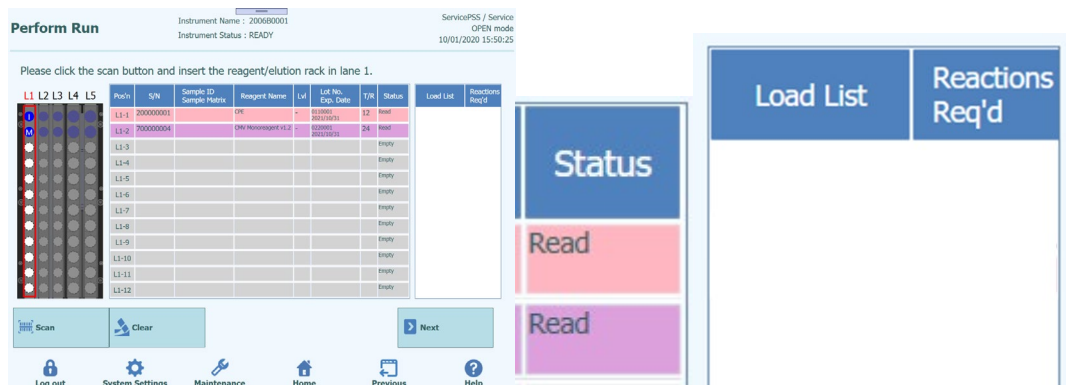 Perform Run
Instrument Name : 2006B0001
Instrument Status : READY
ServicePSS / Service
OPEN mode
10/01/2020 15:50:25
Please click the scan button and insert the reagent/elution rack in lane 1.
L1 L2 L3 L4 L5
Pos'n S/N Sample ID Sample Matrix Reagent Name Lvl Lot No. Exp. Date T/R Status
L1-1 200000001 CPE - 0110001 2021/10/31 12 Read
L1-2 700000004 CMV Monoreagent v1.2 - 0220001 2021/10/31 24 Read
L1-3 Empty
L1-4 Empty
L1-5 Empty
L1-6 Empty
L1-7 Empty
L1-8 Empty
L1-9 Empty
L1-10 Empty
L1-11 Empty
L1-12 Empty
I
M
Load List Reactions Req'd
Scan
Clear
Next
Log out
System Settings
Maintenance
Home
Previous
Help
Status
Read
Read
Load List
Reactions
Req'd